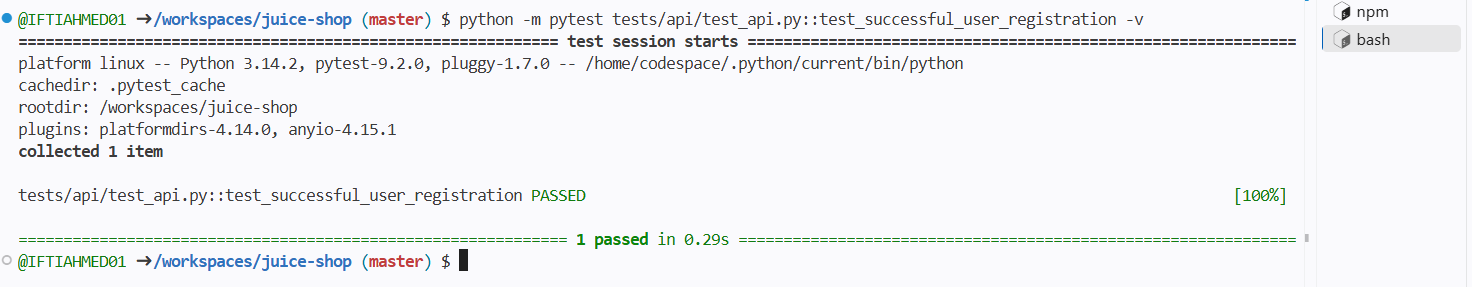 @IFTIAHMED01 ➜/workspaces/juice-shop (master) $ python -m pytest tests/api/test_api.py::test_successful_user_registration -v
============================================================ test session starts =============================================================
platform linux -- Python 3.14.2, pytest-9.2.0, pluggy-1.7.0 -- /home/codespace/.python/current/bin/python
cachedir: .pytest_cache
rootdir: /workspaces/juice-shop
plugins: platformdirs-4.14.0, anyio-4.15.1
collected 1 item
tests/api/test_api.py::test_successful_user_registration PASSED [100%]
============================================================= 1 passed in 0.29s ==============================================================
@IFTIAHMED01 ➜/workspaces/juice-shop (master) $
npm
bash